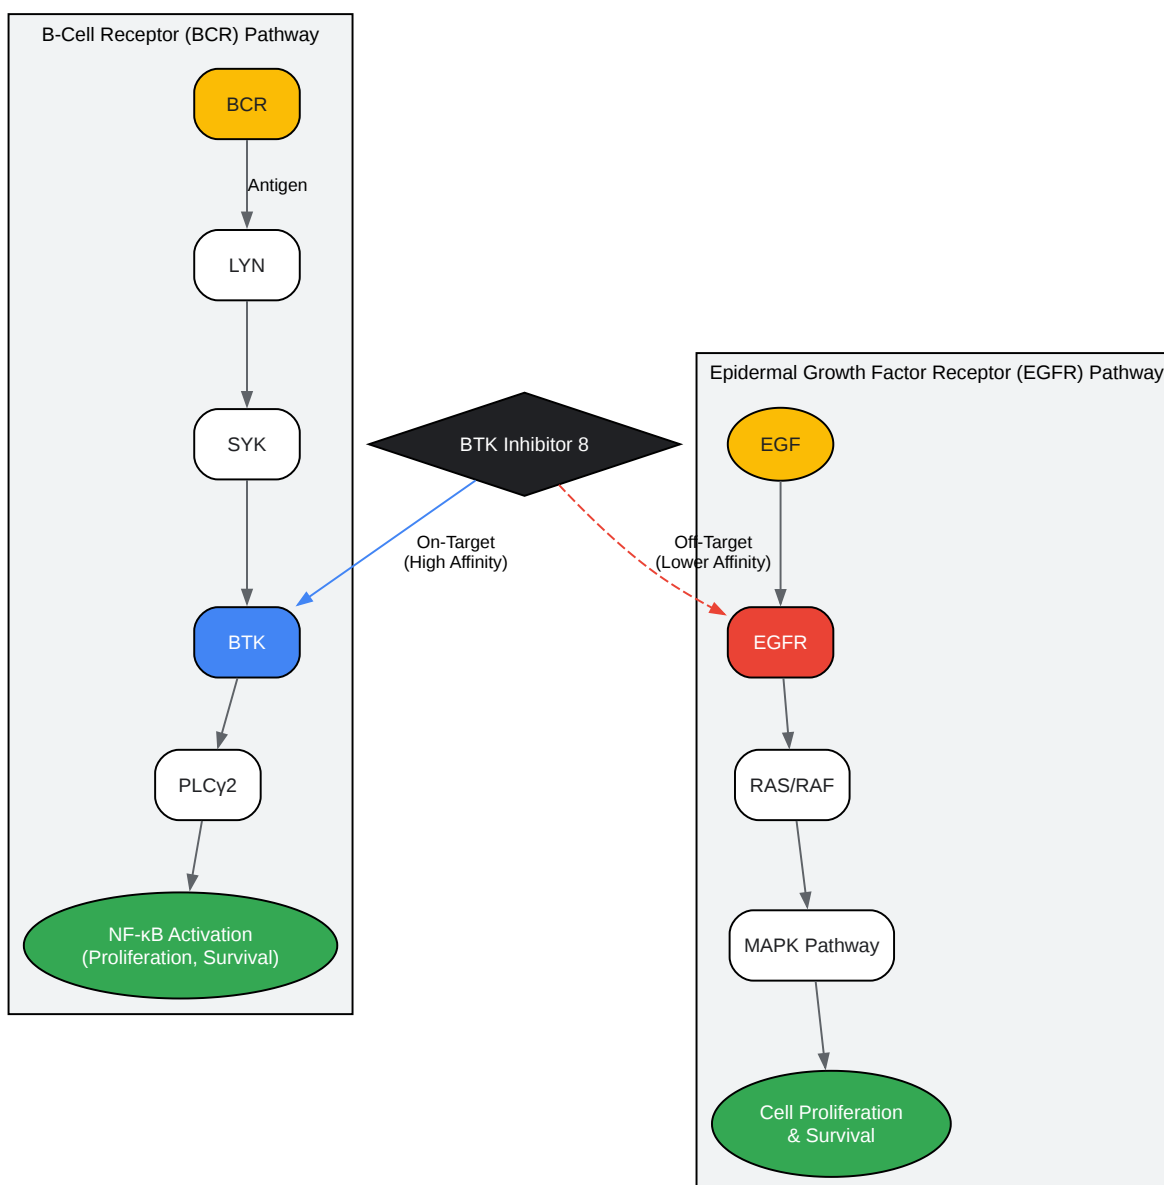 B-Cell Receptor (BCR) Pathway
BCR
Antigen
LYN
SYK
BTK
PLCγ2
NF-κB Activation
(Proliferation, Survival)
BTK Inhibitor 8
On-Target
(High Affinity)
Off-Target
(Lower Affinity)
Epidermal Growth Factor Receptor (EGFR) Pathway
EGF
EGFR
RAS/RAF
MAPK Pathway
Cell Proliferation
& Survival